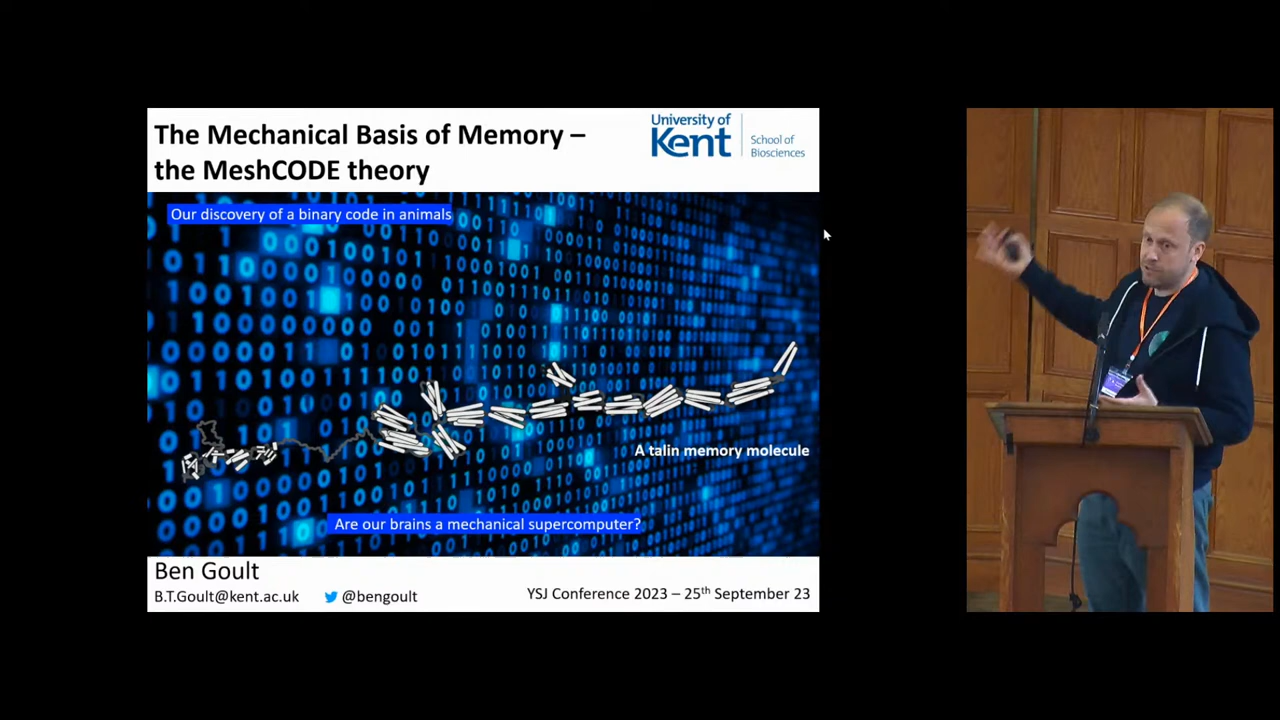 The Mechanical Basis of Memory –
the MeshCODE theory
University of
Kent
School of
Biosciences
Our discovery of a binary code in animals
A talin memory molecule
Are our brains a mechanical supercomputer?
Ben Goult
B.T.Goult@kent.ac.uk
@bengoult
YSJ Conference 2023 – 25th September 23